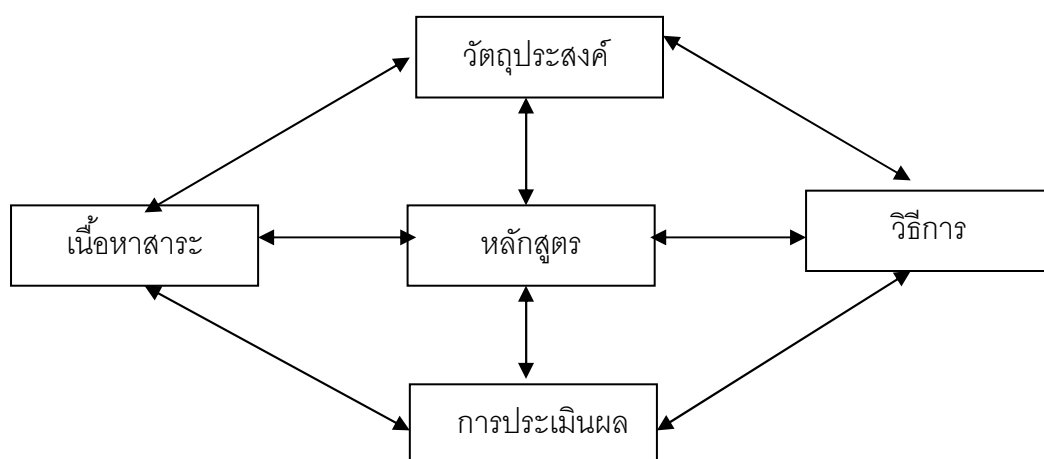 วัตถุประสงค์
เนื้อหาสาระ
หลักสูตร
วิธีการ
การประเมินผล